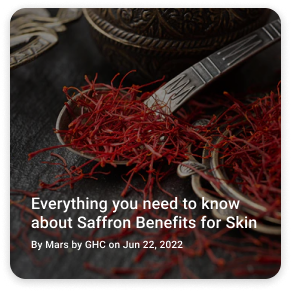 Everything you need to know
about Saffron Benefits for Skin
By Mars by GHC on Jun 22, 2022